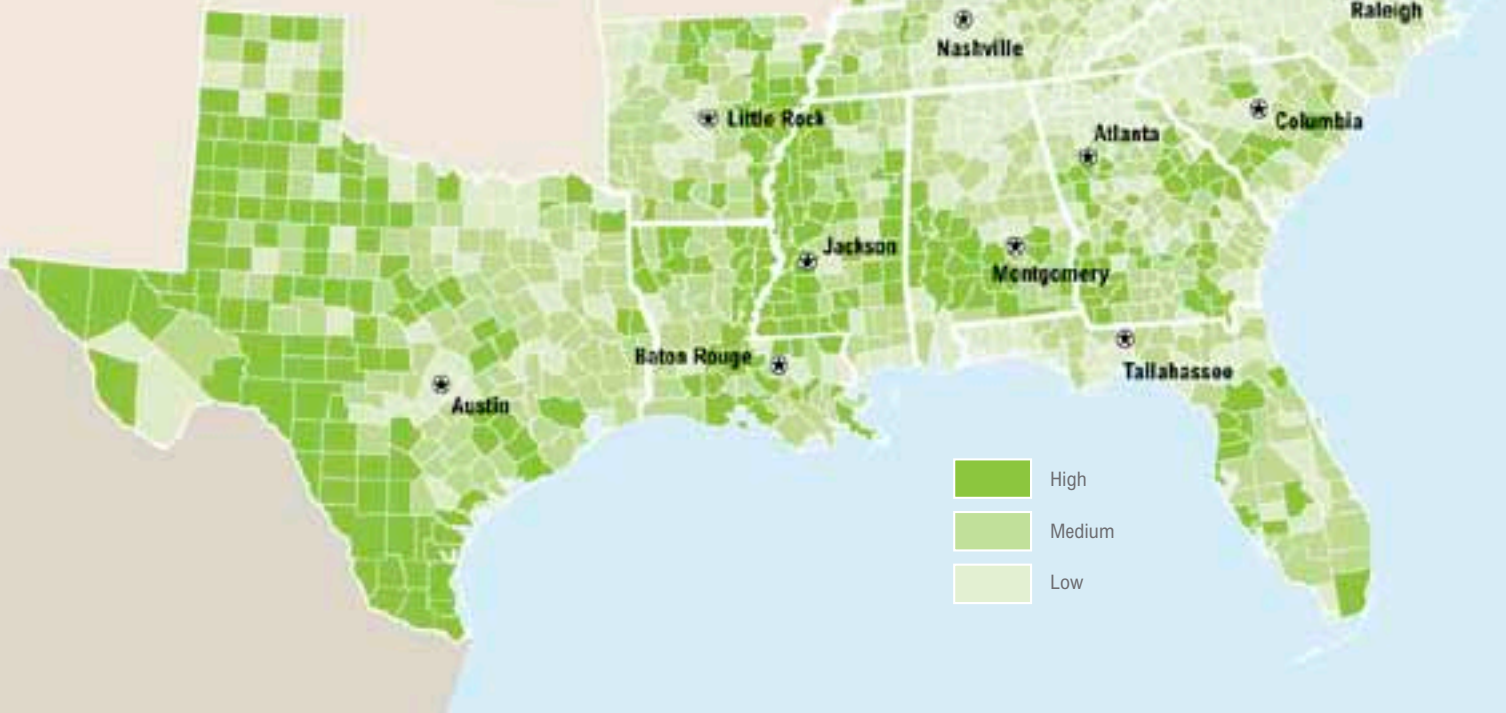 Raleigh
Nashville
Little Rock
Columbia
Atlanta
Jackson
Montgomery
Baton Rouge
Tallahassee
Austin
High
Medium
Low